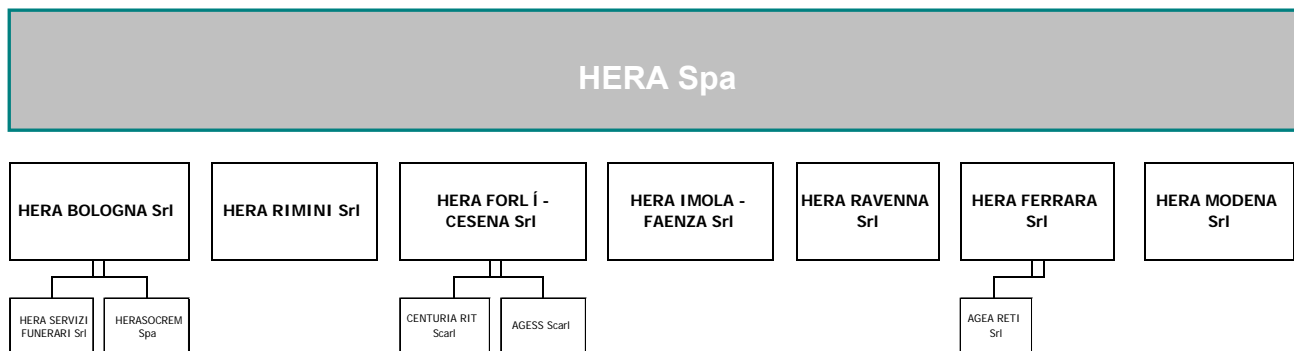 HERA Spa
HERA BOLOGNA Srl
HERA RIMINI Srl
HERA FORL Í -
CESENA Srl
HERA IMOLA -
FAENZA Srl
HERA RAVENNA
Srl
HERA FERRARA
Srl
HERA MODENA
Srl
HERA SERVIZI
FUNERARI Srl
HERASOCREM
Spa
CENTURIA RIT
Scarl
AGESS Scarl
AGEA RETI
Srl